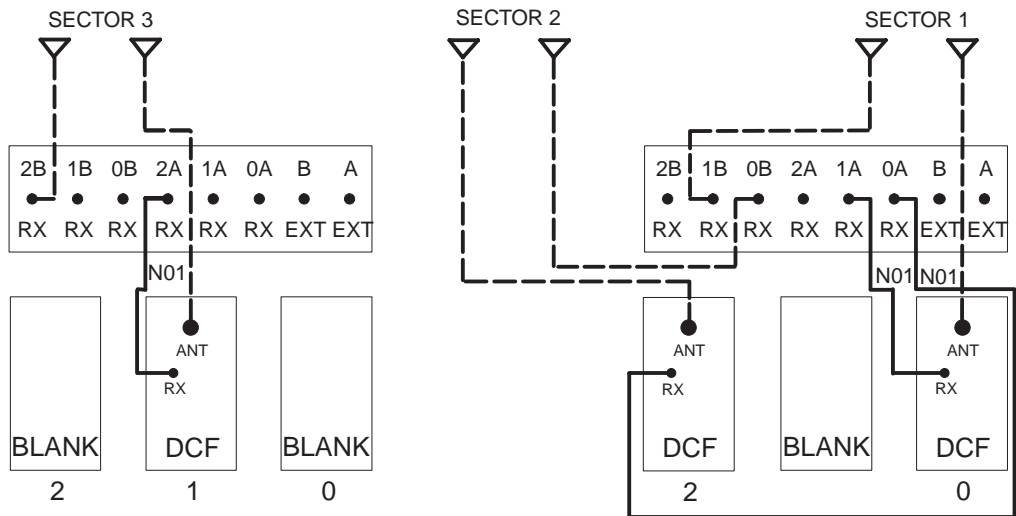 SECTOR 3 SECTOR 2 SECTOR 1
2B 1B 0B 2A 1A 0A B A
RX RX RX RX RX RX EXT EXT
2B 1B 0B 2A 1A 0A B A
RX RX RX RX RX RX EXT EXT
N01
N01 N01
ANT
RX
BLANK DCF BLANK
2 1 0
ANT ANT
RX RX
DCF BLANK DCF
2 0